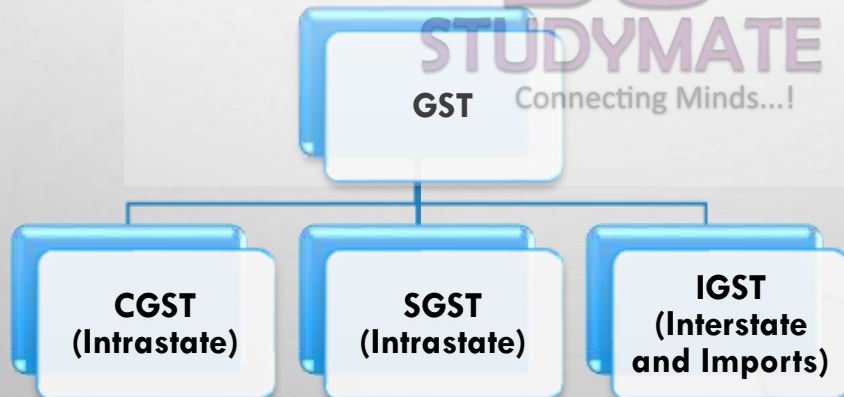 STUDYMATE
Connecting Minds...!
GST
CGST
(Intrastate)
SGST
(Intrastate)
IGST
(Interstate
and Imports)